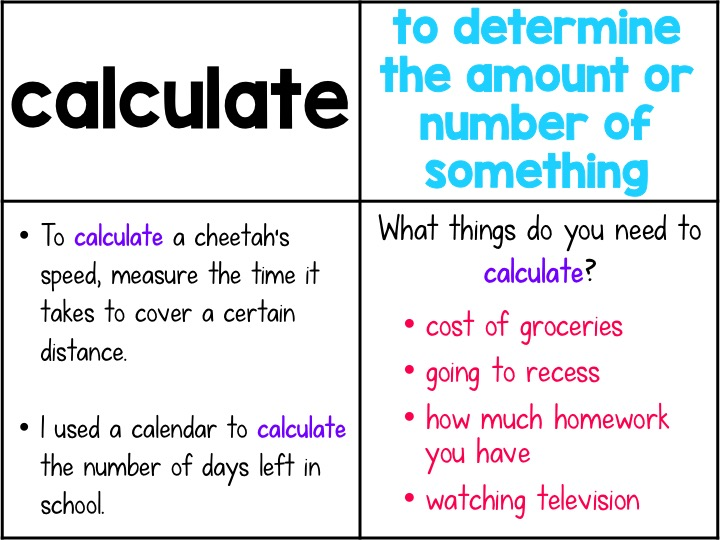 calculate
to determine
the amount or
number of
something
• To calculate a cheetah's
speed, measure the time it
takes to cover a certain
distance.
• I used a calendar to calculate
the number of days left in
school.
What things do you need to
calculate?
• cost of groceries
• going to recess
• how much homework
you have
• watching television